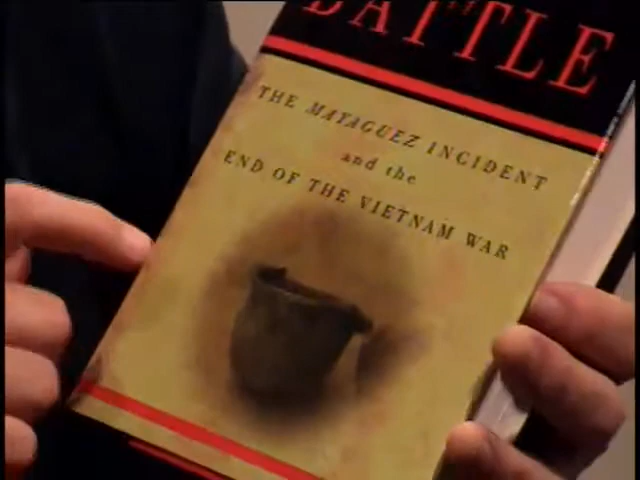 BATTLE
THE MAYAGUEZ INCIDENT
and the
END OF THE VIETNAM WAR